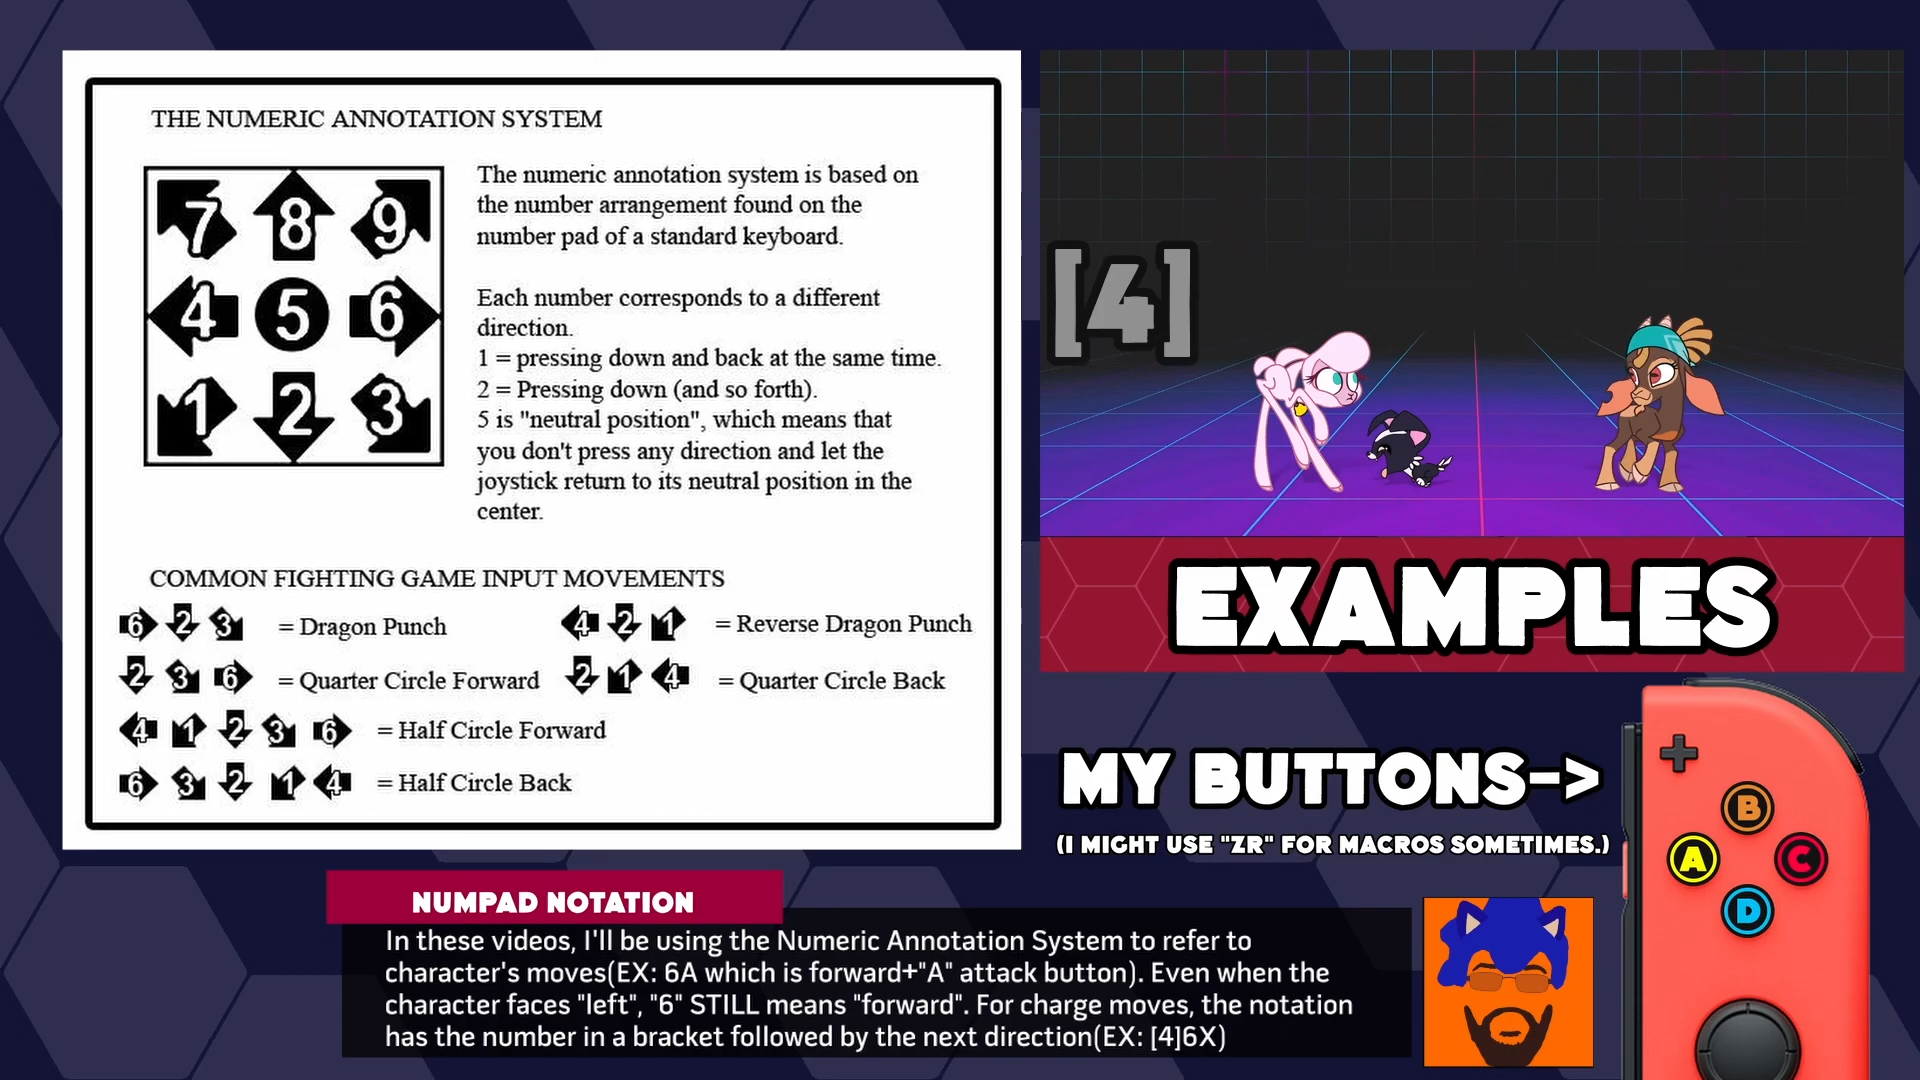 THE NUMERIC ANNOTATION SYSTEM
7 8 9
4 5 6
1 2 3
The numeric annotation system is based on
the number arrangement found on the
number pad of a standard keyboard.
Each number corresponds to a different
direction.
1 = pressing down and back at the same time.
2 = Pressing down (and so forth).
5 is "neutral position", which means that
you don't press any direction and let the
joystick return to its neutral position in the
center.
COMMON FIGHTING GAME INPUT MOVEMENTS
6 2 3 = Dragon Punch
4 2 1 = Reverse Dragon Punch
2 3 6 = Quarter Circle Forward
2 1 4 = Quarter Circle Back
4 1 2 3 6 = Half Circle Forward
6 3 2 1 4 = Half Circle Back
[4]
EXAMPLES
MY BUTTONS->
(I MIGHT USE "ZR" FOR MACROS SOMETIMES.)
B
A C
D
NUMPAD NOTATION
In these videos, I'll be using the Numeric Annotation System to refer to
character's moves(EX: 6A which is forward+"A" attack button). Even when the
character faces "left", "6" STILL means "forward". For charge moves, the notation
has the number in a bracket followed by the next direction(EX: [4]6X)